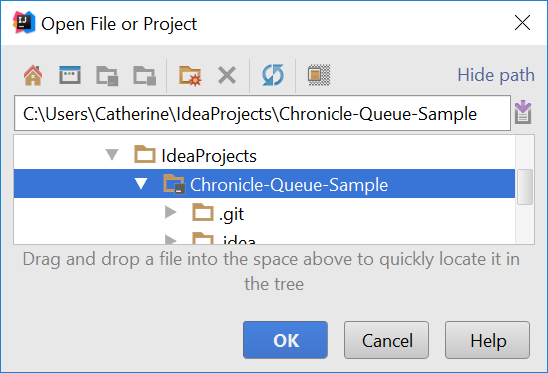 Open File or Project
Hide path
C:\Users\Catherine\IdeaProjects\Chronicle-Queue-Sample
IdeaProjects
Chronicle-Queue-Sample
.git
.idea
Drag and drop a file into the space above to quickly locate it in
the tree
OK
Cancel
Help